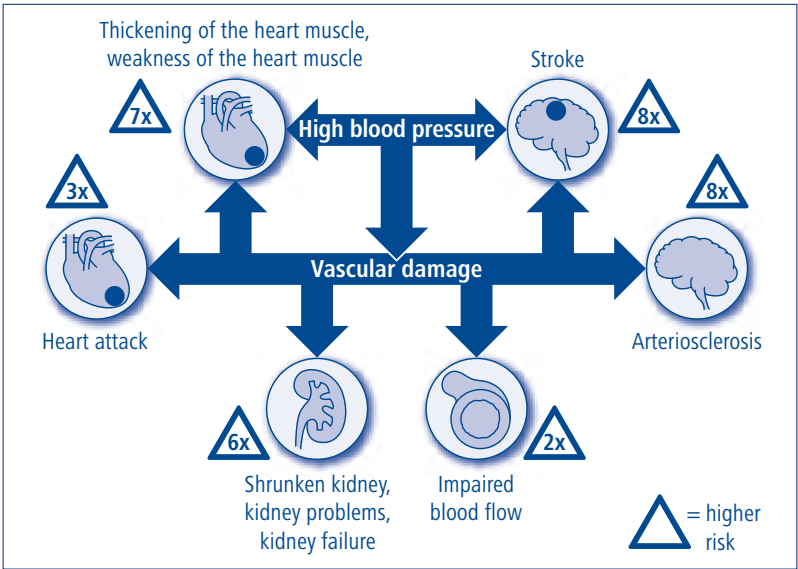 Thickening of the heart muscle,
weakness of the heart muscle
Stroke
7x
High blood pressure
8x
3x
8x
Vascular damage
Heart attack
Arteriosclerosis
6x
2x
Shrunken kidney,
kidney problems,
kidney failure
Impaired
blood flow
= higher
risk